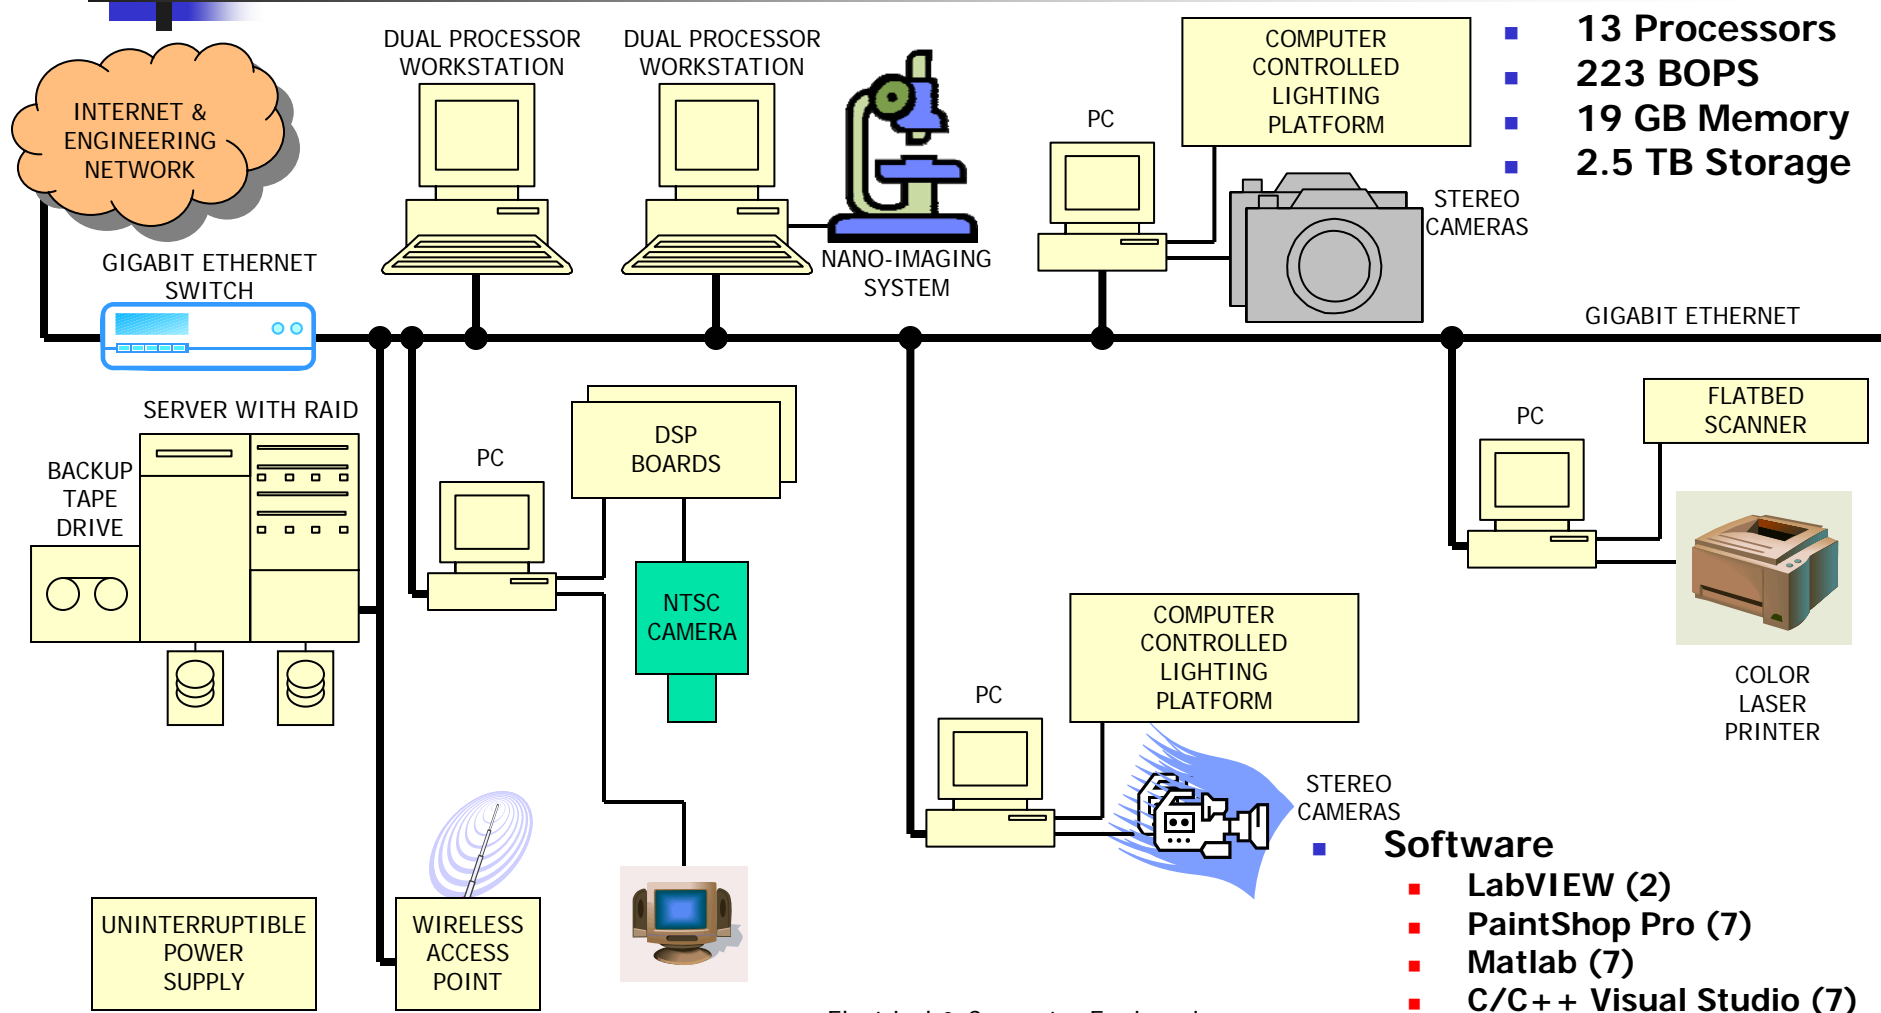 INTERNET &
ENGINEERING
NETWORK
DUAL PROCESSOR
WORKSTATION
DUAL PROCESSOR
WORKSTATION
NANO-IMAGING
SYSTEM
PC
COMPUTER
CONTROLLED
LIGHTING
PLATFORM
STEREO
CAMERAS
13 Processors
223 BOPS
19 GB Memory
2.5 TB Storage
GIGABIT ETHERNET
SWITCH
GIGABIT ETHERNET
SERVER WITH RAID
BACKUP
TAPE
DRIVE
PC
DSP
BOARDS
NTSC
CAMERA
PC
FLATBED
SCANNER
COLOR
LASER
PRINTER
PC
COMPUTER
CONTROLLED
LIGHTING
PLATFORM
STEREO
CAMERAS
UNINTERRUPTIBLE
POWER
SUPPLY
WIRELESS
ACCESS
POINT
Software
LabVIEW (2)
PaintShop Pro (7)
Matlab (7)
C/C++ Visual Studio (7)